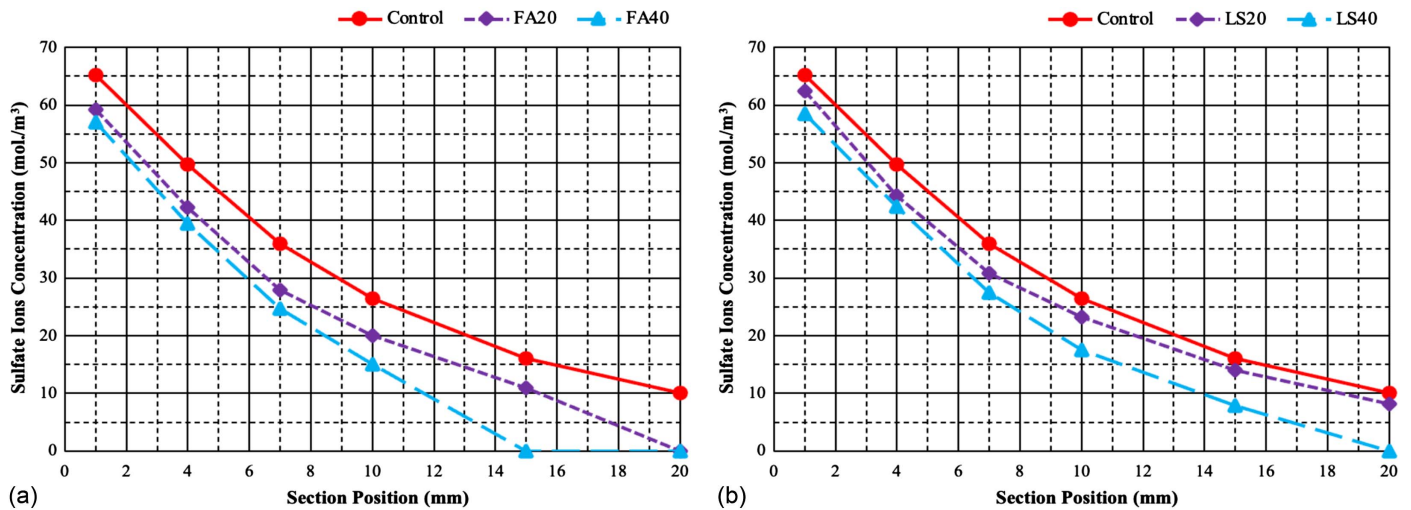 Control FA20 FA40
70
60
50
40
30
20
10
0
Sulfate Ions Concentration (mol./m³)
0 2 4 6 8 10 12 14 16 18 20
Section Position (mm)
(a)
Control LS20 LS40
70
60
50
40
30
20
10
0
Sulfate Ions Concentration (mol./m³)
0 2 4 6 8 10 12 14 16 18 20
Section Position (mm)
(b)